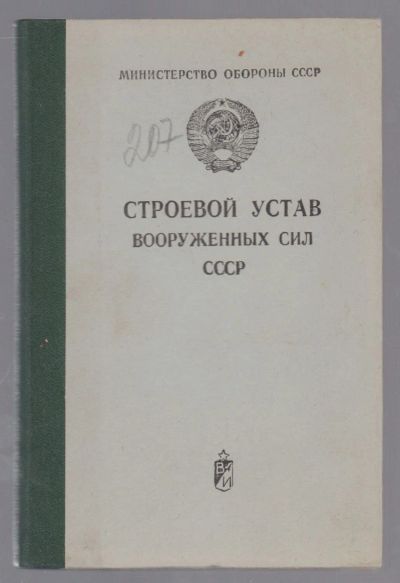 МИНИСТЕРСТВО ОБОРОНЫ СССР
207
СТРОЕВОЙ УСТАВ
ВООРУЖЕННЫХ СИЛ
СССР
ВИ